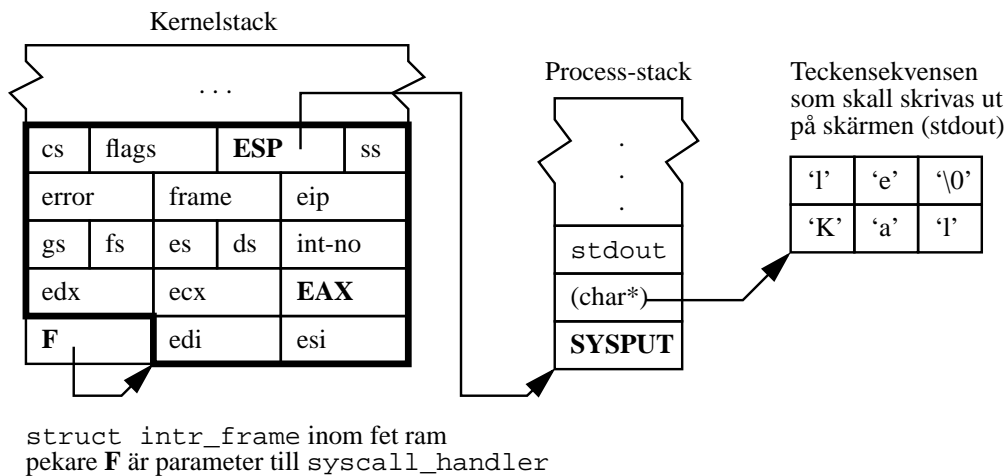 Kernelstack
. . .
cs flags ESP ss
error frame eip
gs fs es ds int-no
edx ecx EAX
F edi esi
Process-stack
.
.
.
stdout
(char*)
SYSPUT
Teckensekvensen
som skall skrivas ut
på skärmen (stdout)
‘l’ ‘e’ ‘\0’
‘K’ ‘a’ ‘l’
struct intr_frame inom fet ram
pekare F är parameter till syscall_handler